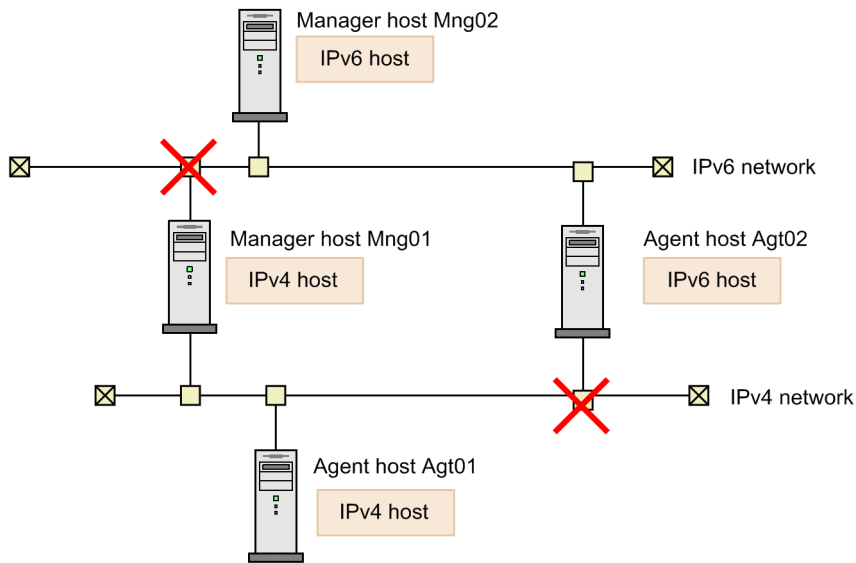 Manager host Mng02
IPv6 host
IPv6 network
Manager host Mng01
IPv4 host
Agent host Agt02
IPv6 host
IPv4 network
Agent host Agt01
IPv4 host